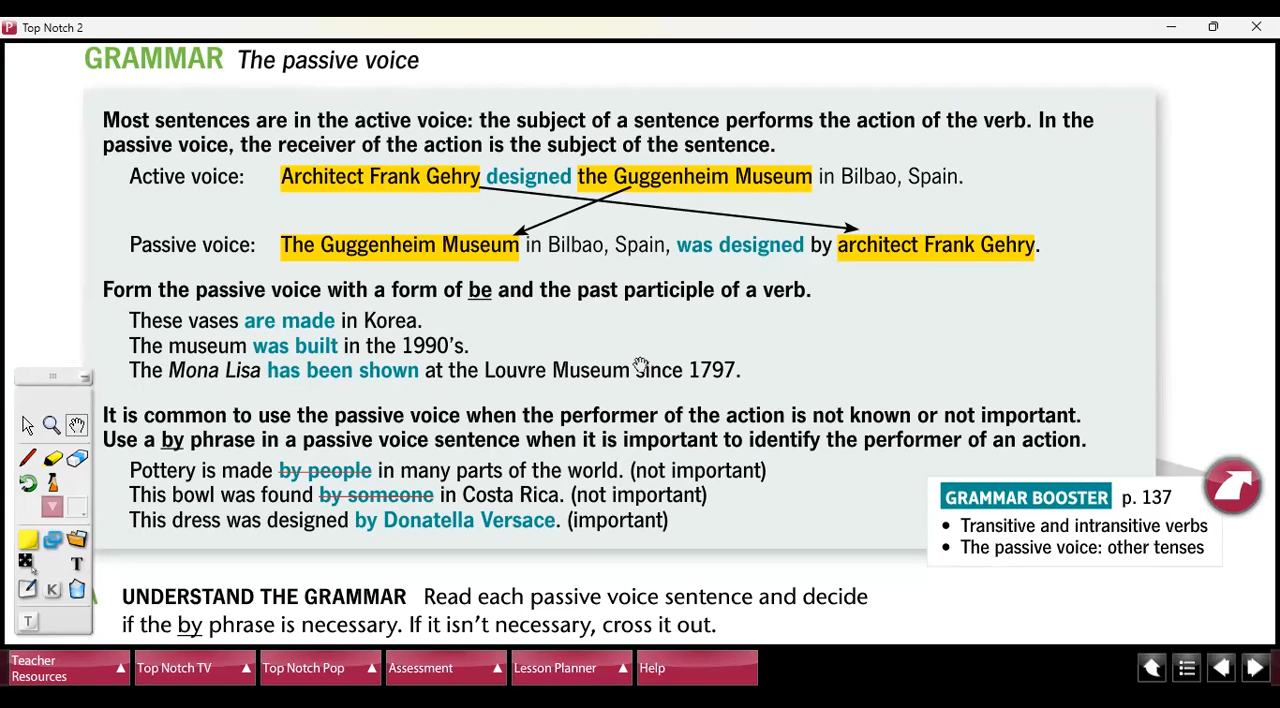 Top Notch 2
GRAMMAR The passive voice
Most sentences are in the active voice: the subject of a sentence performs the action of the verb. In the
passive voice, the receiver of the action is the subject of the sentence.
Active voice: Architect Frank Gehry designed the Guggenheim Museum in Bilbao, Spain.
Passive voice: The Guggenheim Museum in Bilbao, Spain, was designed by architect Frank Gehry.
Form the passive voice with a form of be and the past participle of a verb.
These vases are made in Korea.
The museum was built in the 1990's.
The Mona Lisa has been shown at the Louvre Museum since 1797.
It is common to use the passive voice when the performer of the action is not known or not important.
Use a by phrase in a passive voice sentence when it is important to identify the performer of an action.
Pottery is made by people in many parts of the world. (not important)
This bowl was found by someone in Costa Rica. (not important)
This dress was designed by Donatella Versace. (important)
GRAMMAR BOOSTER p. 137
• Transitive and intransitive verbs
• The passive voice: other tenses
UNDERSTAND THE GRAMMAR Read each passive voice sentence and decide
if the by phrase is necessary. If it isn't necessary, cross it out.
T
K
T
Teacher
Resources
Top Notch TV
Top Notch Pop
Assessment
Lesson Planner
Help